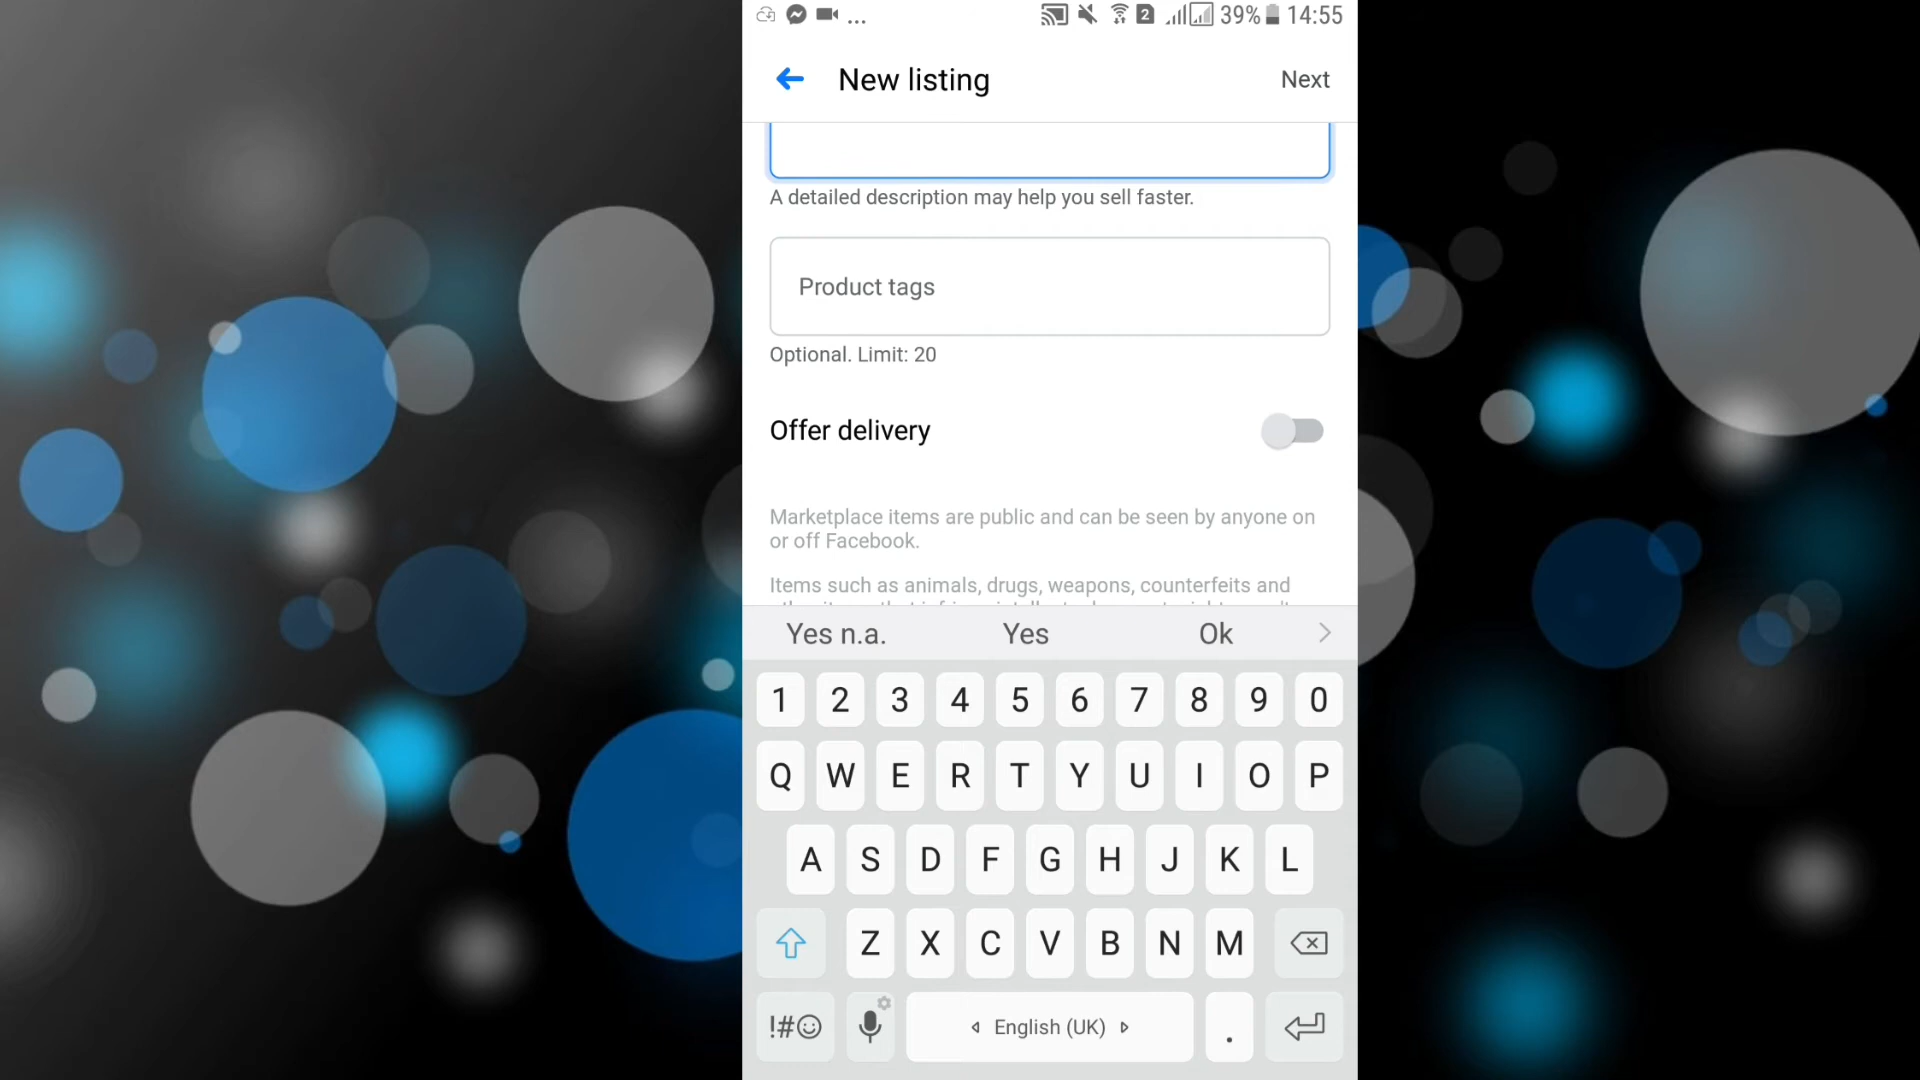 ... 2 39% 14:55
New listing Next
A detailed description may help you sell faster.
Product tags
Optional. Limit: 20
Offer delivery
Marketplace items are public and can be seen by anyone on
or off Facebook.
Items such as animals, drugs, weapons, counterfeits and
Yes n.a. Yes Ok
1 2 3 4 5 6 7 8 9 0
Q W E R T Y U I O P
A S D F G H J K L
Z X C V B N M
!#☺ English (UK) .